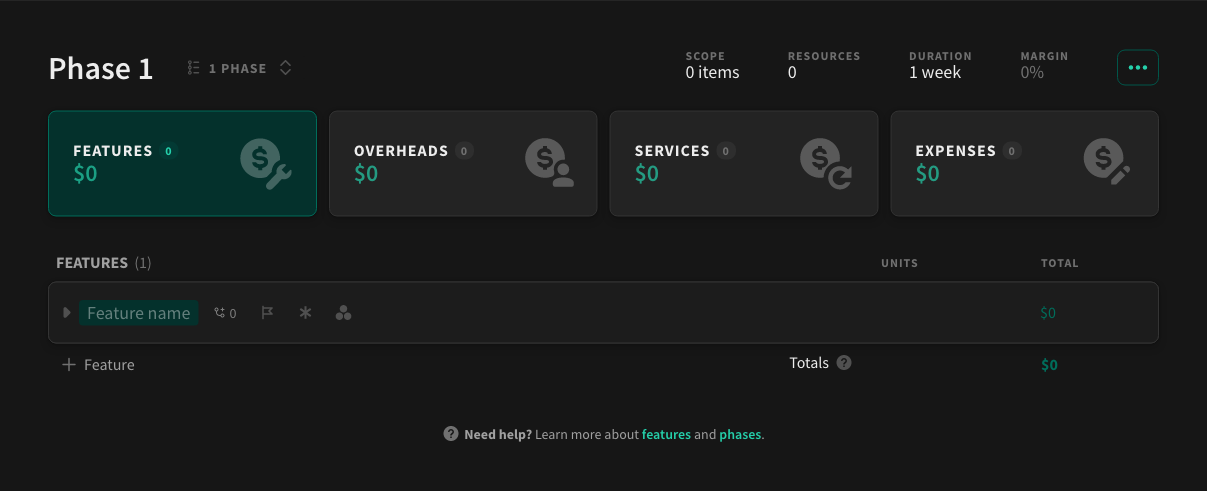 Phase 1
1 PHASE
SCOPE
0 items
RESOURCES
0
DURATION
1 week
MARGIN
0%
FEATURES 0
$0
OVERHEADS 0
$0
SERVICES 0
$0
EXPENSES 0
$0
FEATURES (1) UNITS TOTAL
Feature name 0 $0
+ Feature Totals ? $0
? Need help? Learn more about features and phases.